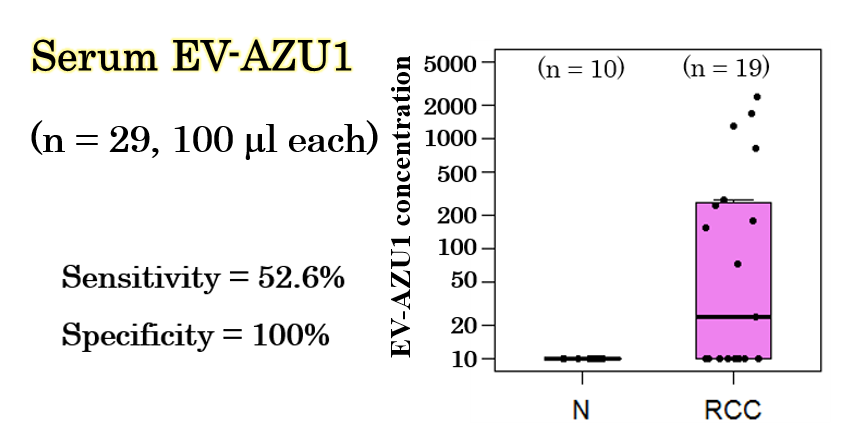 Serum EV-AZU1
(n = 29, 100 µl each)
Sensitivity = 52.6%
Specificity = 100%
EV-AZU1 concentration
5000
2000
1000
500
200
100
50
20
10
(n = 10)
(n = 19)
N
RCC